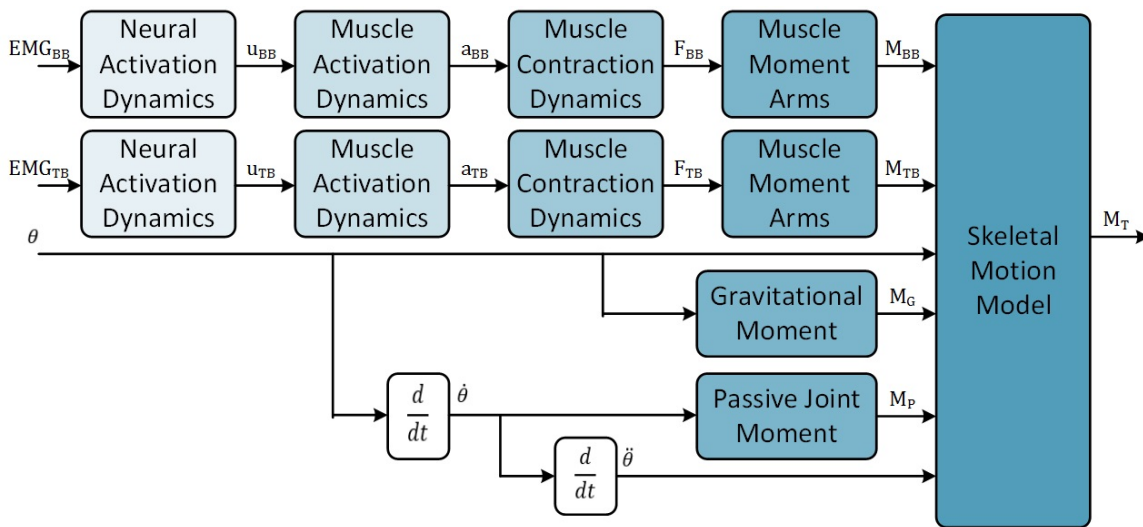 EMG_BB
Neural
Activation
Dynamics
u_BB
Muscle
Activation
Dynamics
a_BB
Muscle
Contraction
Dynamics
F_BB
Muscle
Moment
Arms
M_BB
EMG_TB
Neural
Activation
Dynamics
u_TB
Muscle
Activation
Dynamics
a_TB
Muscle
Contraction
Dynamics
F_TB
Muscle
Moment
Arms
M_TB
θ
Skeletal
Motion
Model
M_T
Gravitational
Moment
M_G
d
dt
θ̇
Passive Joint
Moment
M_P
d
dt
θ̈